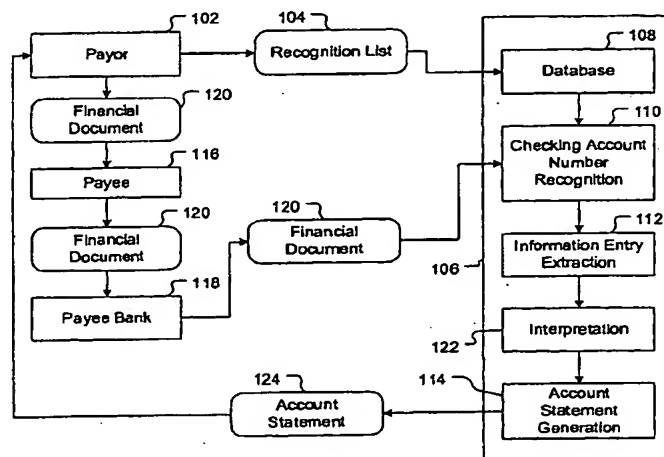 102
Payor
104
Recognition List
108
Database
120
Financial
Document
110
Checking Account
Number
Recognition
116
Payee
120
Financial
Document
120
Financial
Document
112
Information Entry
Extraction
106
118
Payee Bank
Interpretation
122
124
Account
Statement
114
Account
Statement
Generation